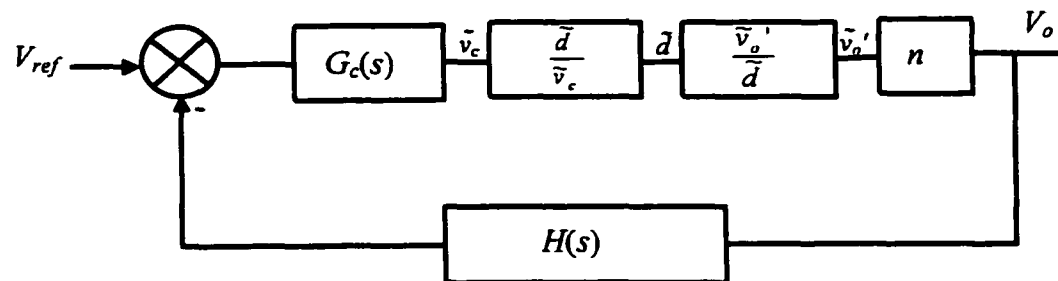 V_ref
-
G_c(s)
ṽ_c
d̃
ṽ_c
d̃
ṽ_o'
d̃
ṽ_o'
n
V_o
H(s)